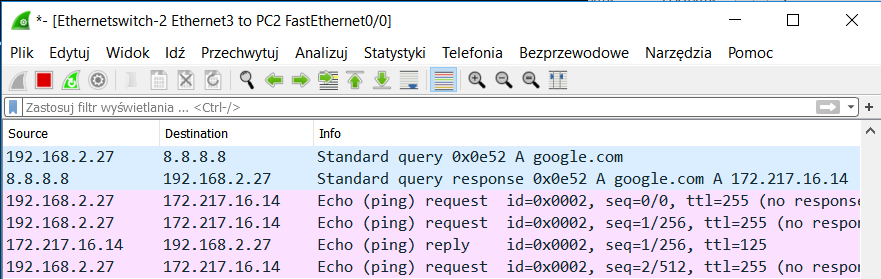 *- [Ethernetswitch-2 Ethernet3 to PC2 FastEthernet0/0]
Plik Edytuj Widok Idź Przechwytuj Analizuj Statystyki Telefonia Bezprzewodowe Narzędzia Pomoc
Zastosuj filtr wyświetlania ... <Ctrl-/>
Source Destination Info
192.168.2.27 8.8.8.8 Standard query 0x0e52 A google.com
8.8.8.8 192.168.2.27 Standard query response 0x0e52 A google.com A 172.217.16.14
192.168.2.27 172.217.16.14 Echo (ping) request id=0x0002, seq=0/0, ttl=255 (no response
192.168.2.27 172.217.16.14 Echo (ping) request id=0x0002, seq=1/256, ttl=255 (no respon
172.217.16.14 192.168.2.27 Echo (ping) reply id=0x0002, seq=1/256, ttl=125
192.168.2.27 172.217.16.14 Echo (ping) request id=0x0002, seq=2/512, ttl=255 (no respon